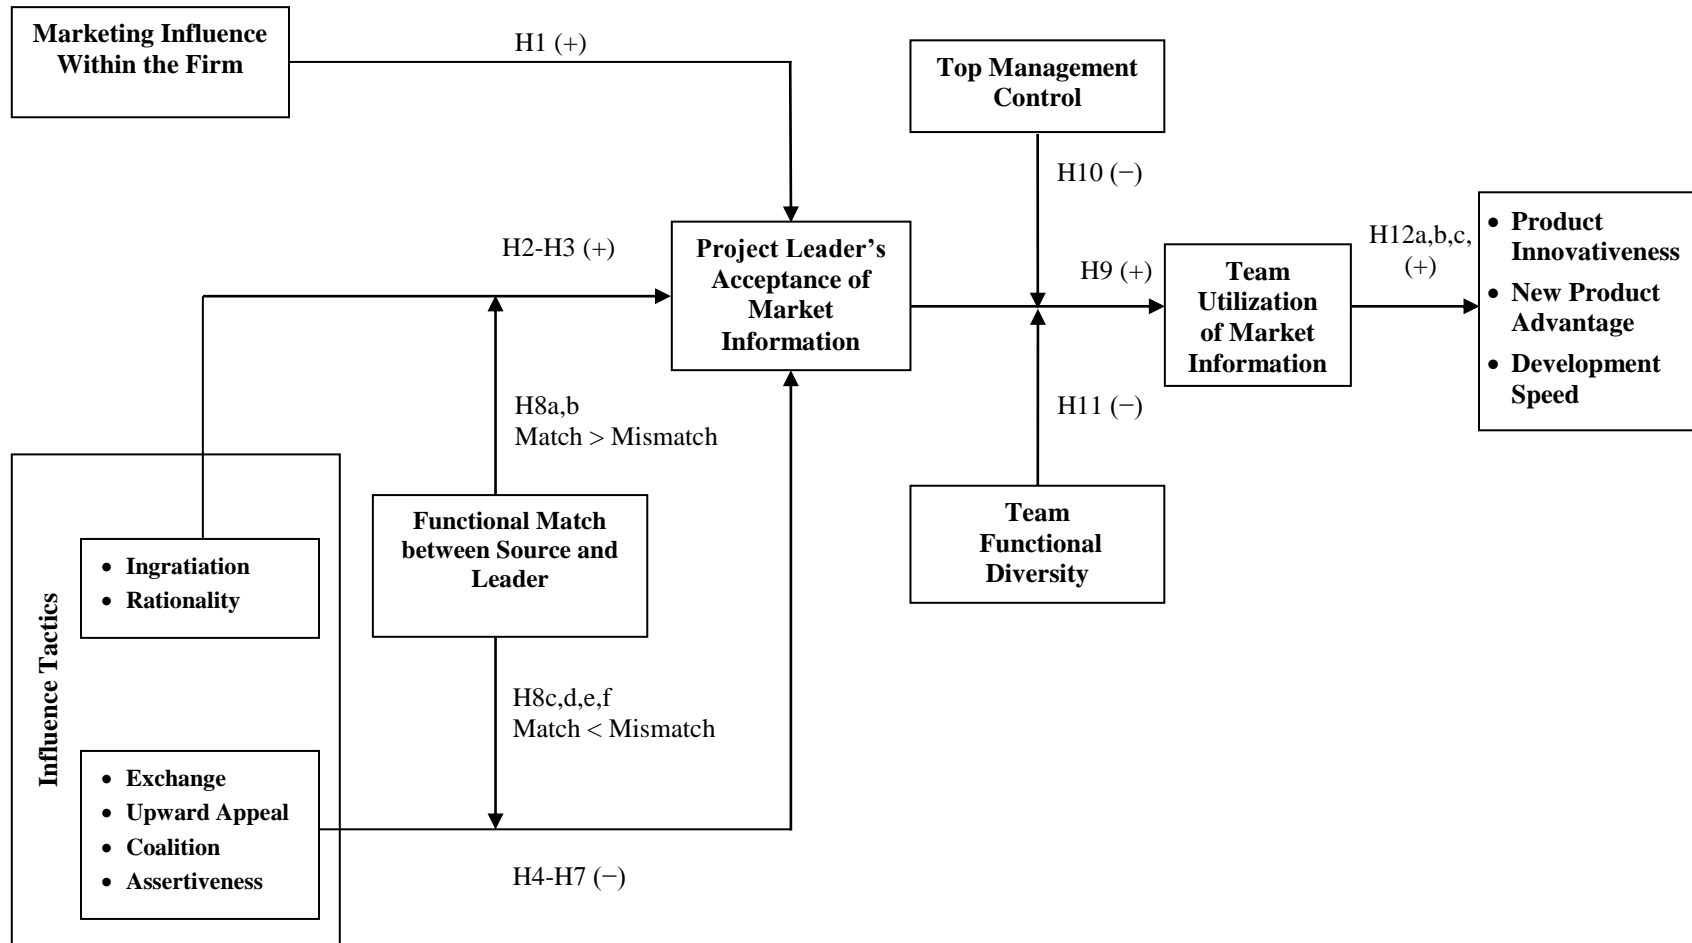 Marketing Influence
Within the Firm
H1 (+)
Top Management
Control
H10 (−)
H2-H3 (+)
Project Leader’s
Acceptance of
Market
Information
H9 (+)
Team
Utilization
of Market
Information
H12a,b,c,
(+)
• Product
Innovativeness
• New Product
Advantage
• Development
Speed
H8a,b
Match > Mismatch
H11 (−)
Functional Match
between Source and
Leader
Team
Functional
Diversity
Influence Tactics
• Ingratiation
• Rationality
H8c,d,e,f
Match < Mismatch
• Exchange
• Upward Appeal
• Coalition
• Assertiveness
H4-H7 (−)